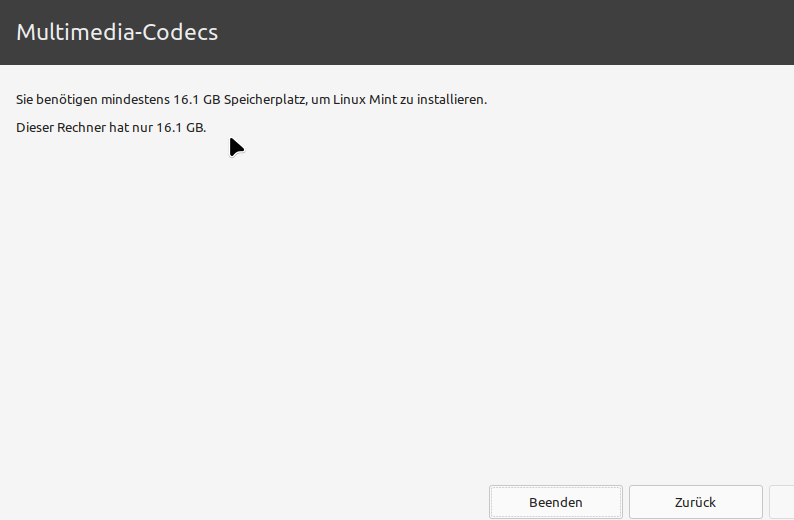 Multimedia-Codecs
Sie benötigen mindestens 16.1 GB Speicherplatz, um Linux Mint zu installieren.
Dieser Rechner hat nur 16.1 GB.
Beenden
Zurück